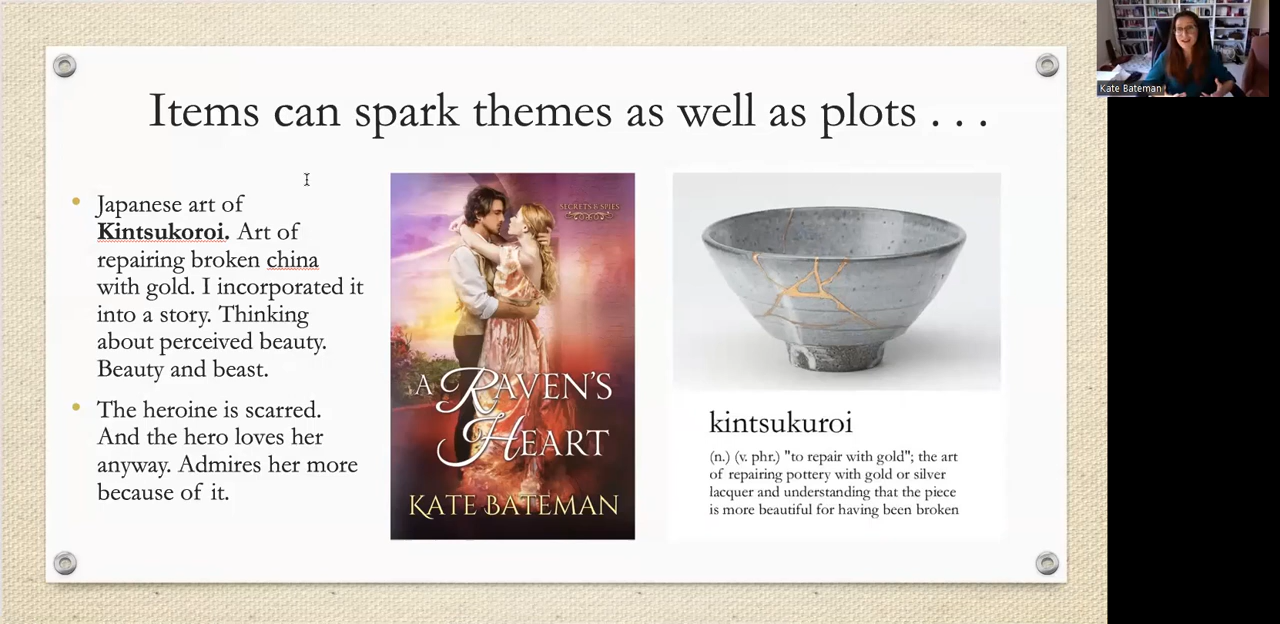 Kate Bateman
Items can spark themes as well as plots . . .
• Japanese art of
Kintsukoroi. Art of
repairing broken china
with gold. I incorporated it
into a story. Thinking
about perceived beauty.
Beauty and beast.
• The heroine is scarred.
And the hero loves her
anyway. Admires her more
because of it.
SECRETS & SPIES
A RAVEN'S
HEART
KATE BATEMAN
kintsukuroi
(n.) (v. phr.) "to repair with gold"; the art
of repairing pottery with gold or silver
lacquer and understanding that the piece
is more beautiful for having been broken